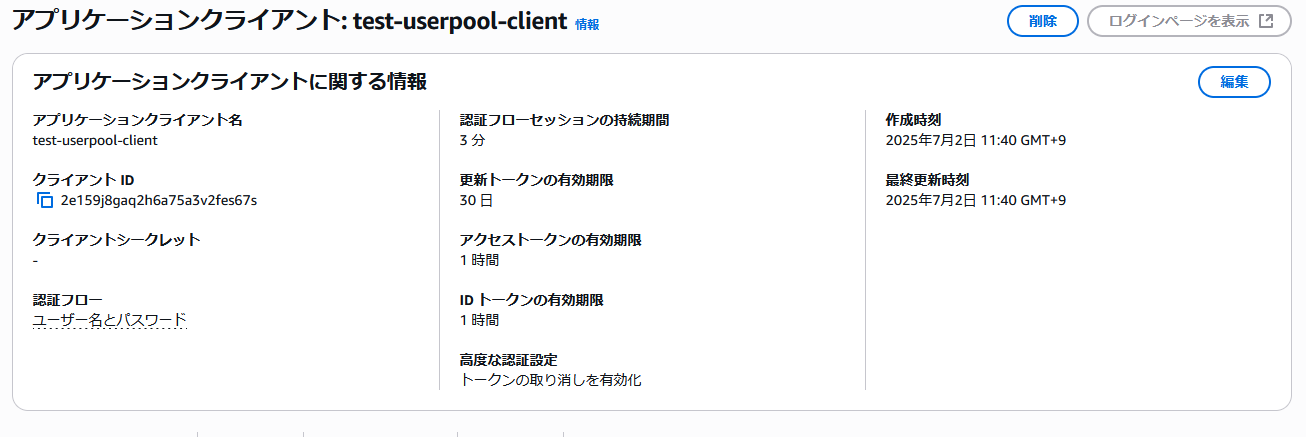 アプリケーションクライアント: test-userpool-client 情報
削除
ログインページを表示
アプリケーションクライアントに関する情報
編集
アプリケーションクライアント名
test-userpool-client
クライアント ID
2e159j8gaq2h6a75a3v2fes67s
クライアントシークレット
-
認証フロー
ユーザー名とパスワード
認証フローセッションの持続期間
3 分
更新トークンの有効期限
30 日
アクセストークンの有効期限
1 時間
ID トークンの有効期限
1 時間
高度な認証設定
トークンの取り消しを有効化
作成時刻
2025年7月2日 11:40 GMT+9
最終更新時刻
2025年7月2日 11:40 GMT+9